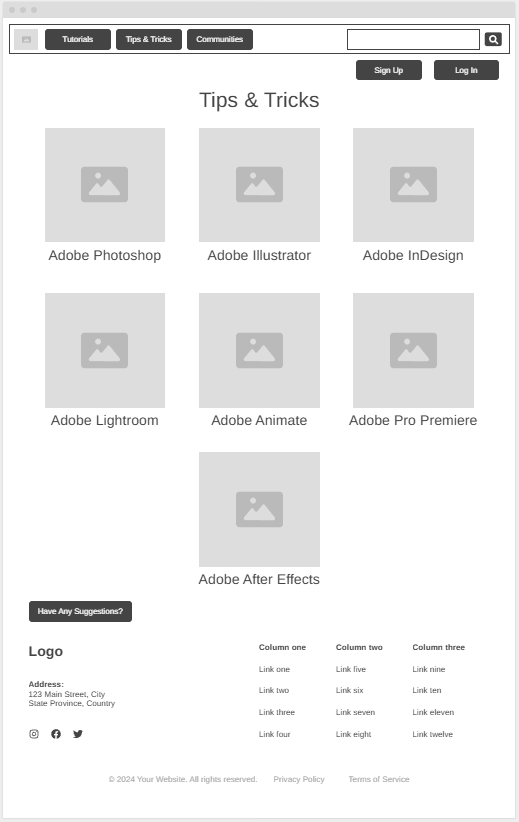 Tutorials Tips & Tricks Communities
Sign Up Log In
Tips & Tricks
Adobe Photoshop Adobe Illustrator Adobe InDesign
Adobe Lightroom Adobe Animate Adobe Pro Premiere
Adobe After Effects
Have Any Suggestions?
Logo
Address:
123 Main Street, City
State Province, Country
Column one Column two Column three
Link one Link five Link nine
Link two Link six Link ten
Link three Link seven Link eleven
Link four Link eight Link twelve
© 2024 Your Website. All rights reserved. Privacy Policy Terms of Service